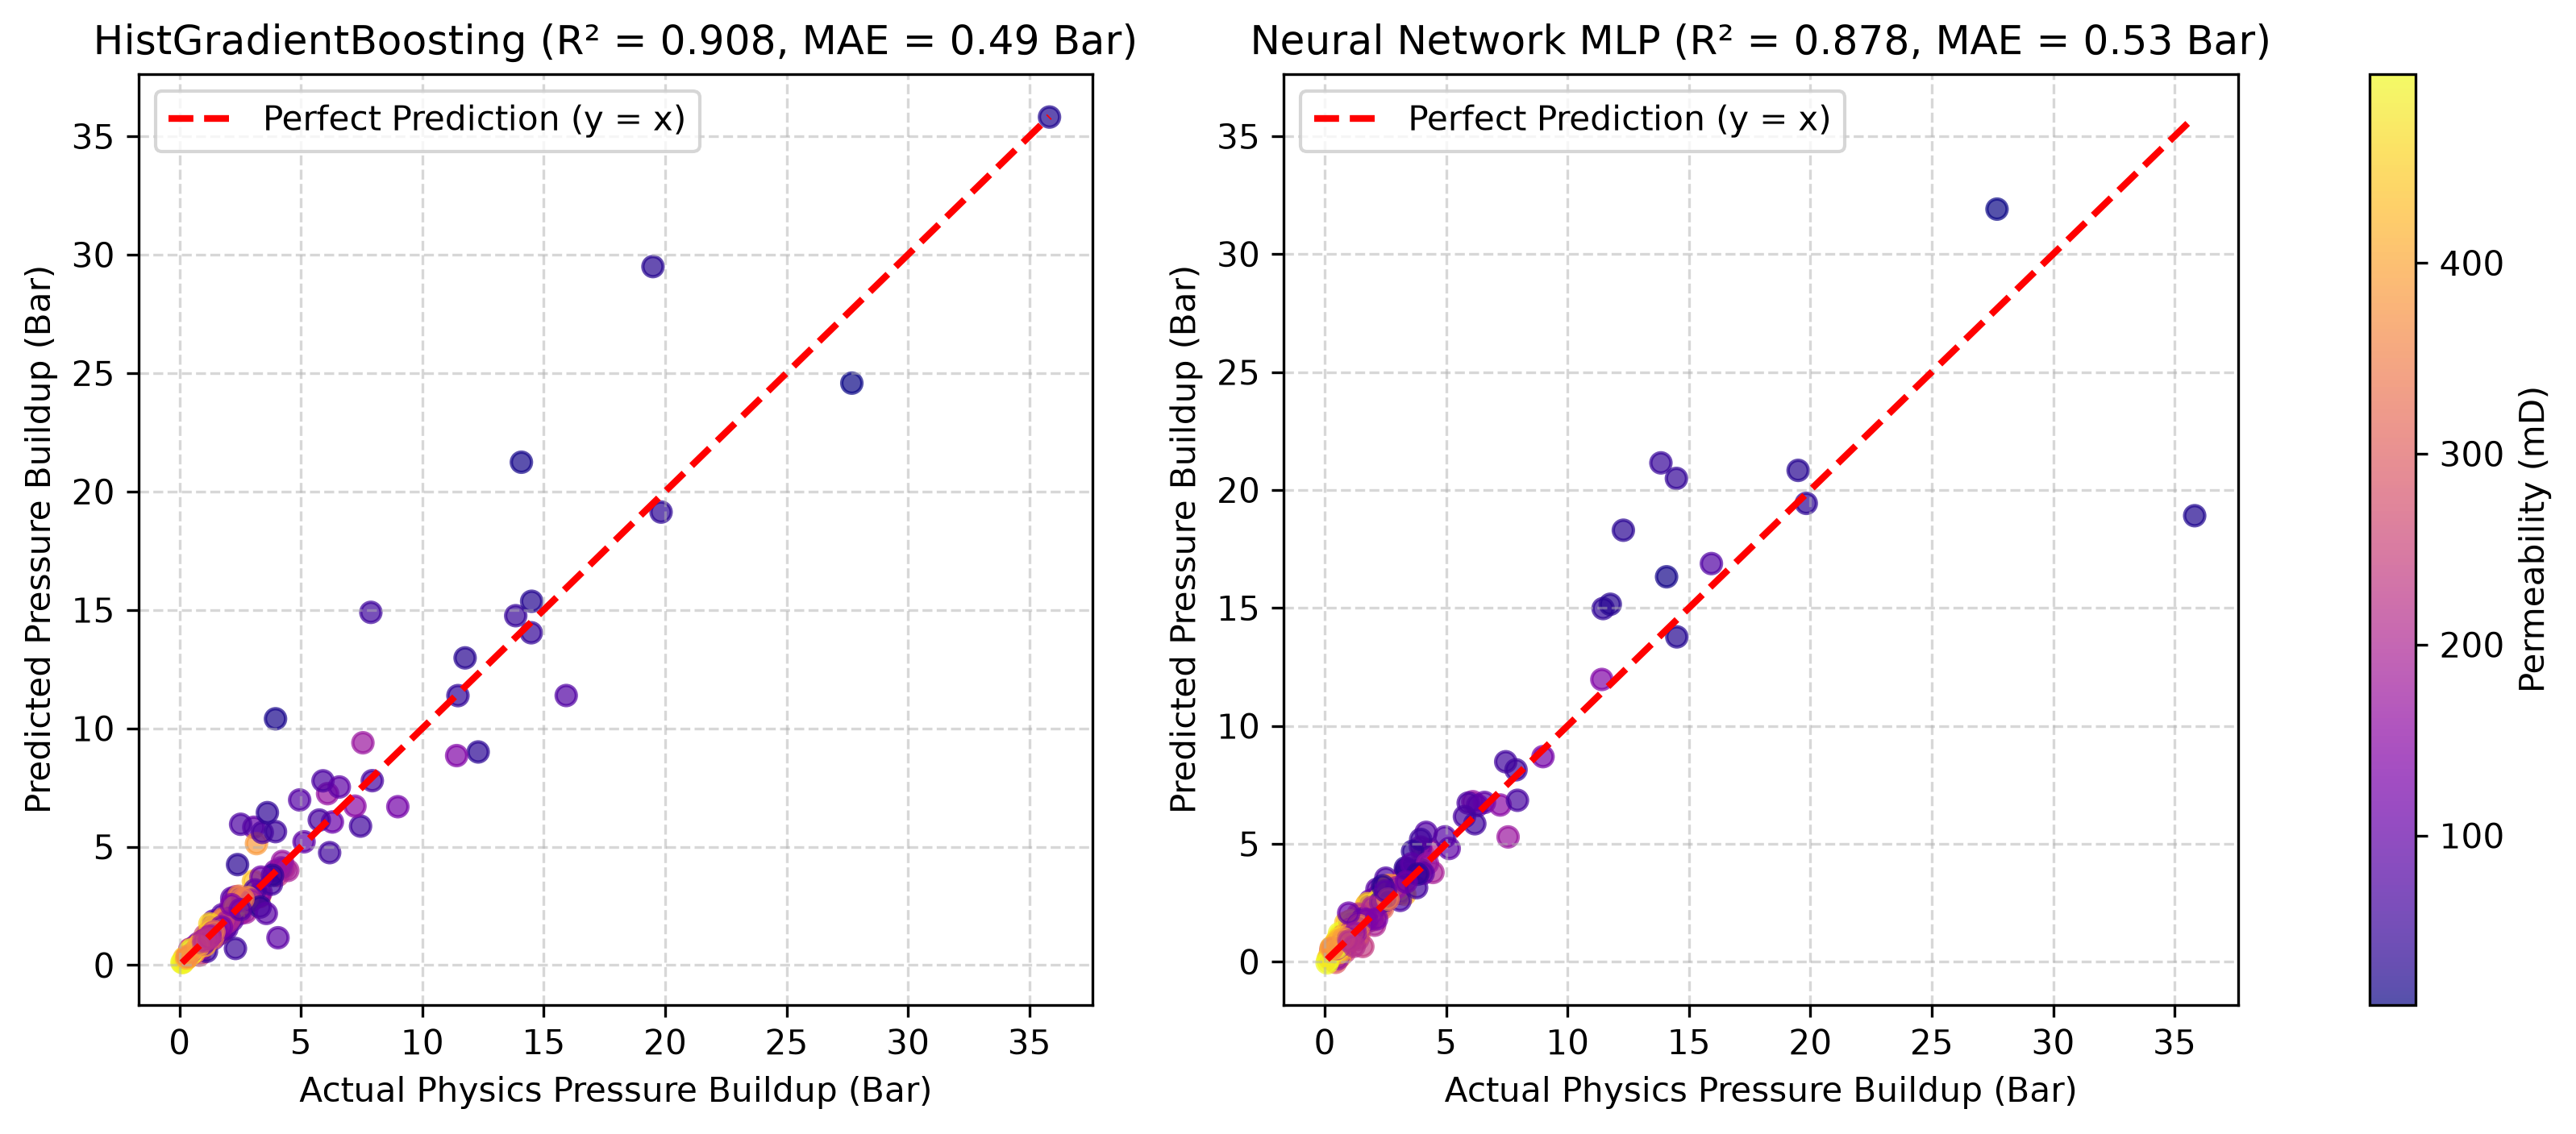 HistGradientBoosting (R² = 0.908, MAE = 0.49 Bar)
Perfect Prediction (y = x)
Predicted Pressure Buildup (Bar)
35
30
25
20
15
10
5
0
0 5 10 15 20 25 30 35
Actual Physics Pressure Buildup (Bar)
Neural Network MLP (R² = 0.878, MAE = 0.53 Bar)
Perfect Prediction (y = x)
Predicted Pressure Buildup (Bar)
35
30
25
20
15
10
5
0
0 5 10 15 20 25 30 35
Actual Physics Pressure Buildup (Bar)
400
300
200
100
Permeability (mD)